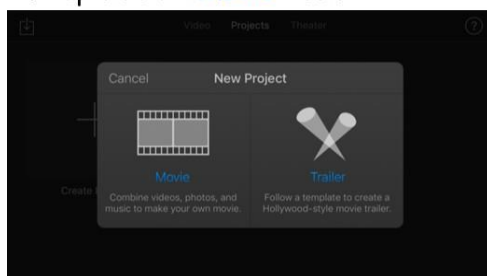 Video Projects Theater ?
Cancel New Project
Movie Trailer
Combine videos, photos, and Follow a template to create a
music to make your own movie. Hollywood-style movie trailer.
Create